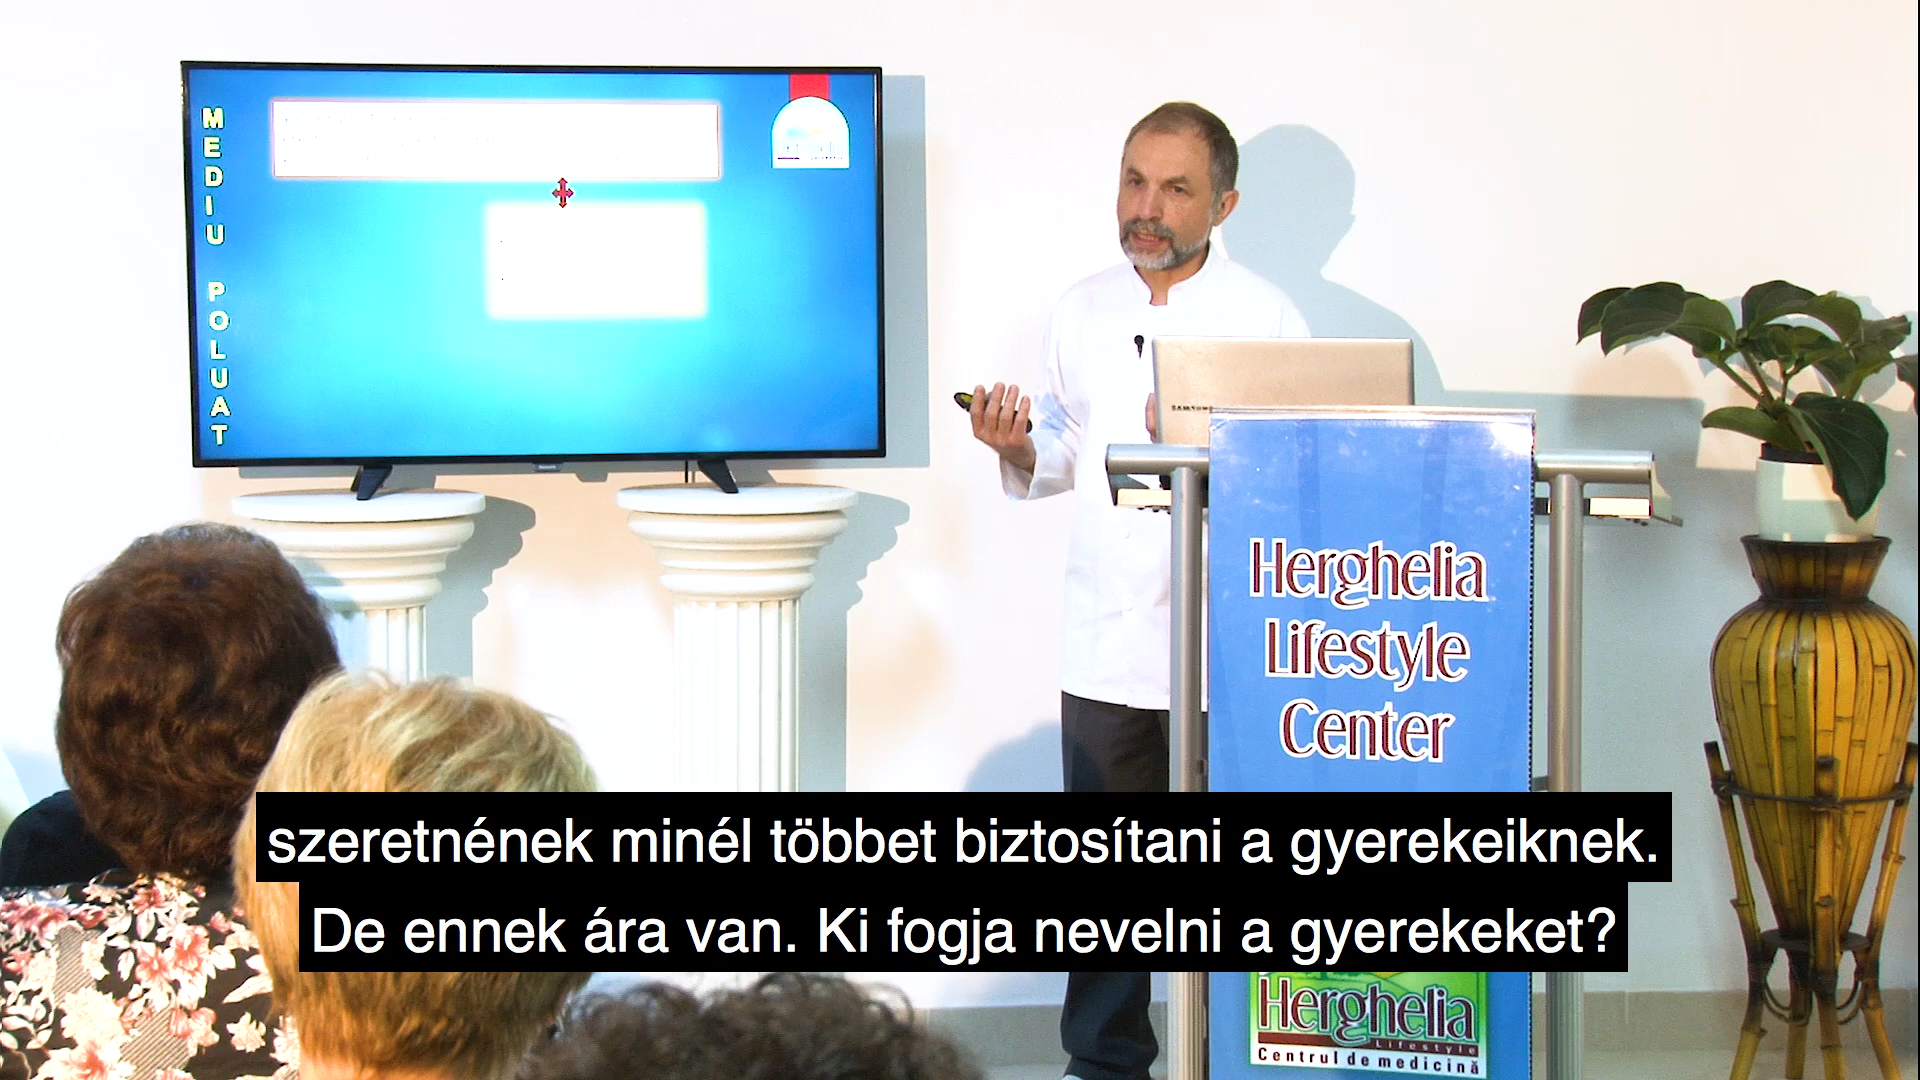 MEDIU POLUAT
SAMSUNG
Herghelia
Lifestyle
Center
szeretnének minél többet biztosítani a gyerekeiknek.
De ennek ára van. Ki fogja nevelni a gyerekeket?
Herghelia
Lifestyle
Centrul de medicină